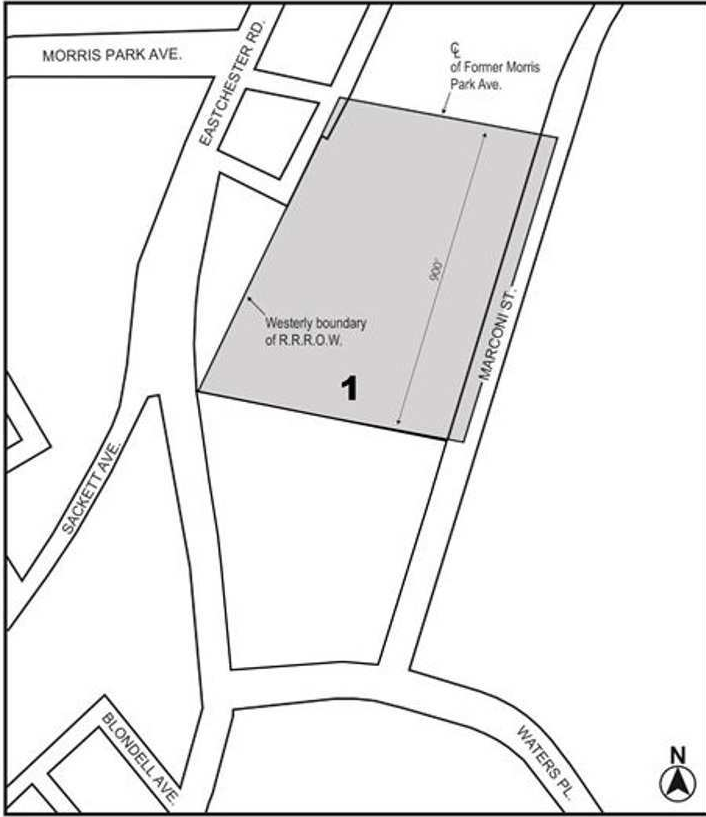 MORRIS PARK AVE.
EASTCHESTER RD.
℄
of Former Morris
Park Ave.
900'
Westerly boundary
of R.R.R.O.W.
MARCONI ST.
1
SACKETT AVE.
BLONDELL AVE.
WATERS PL.
N